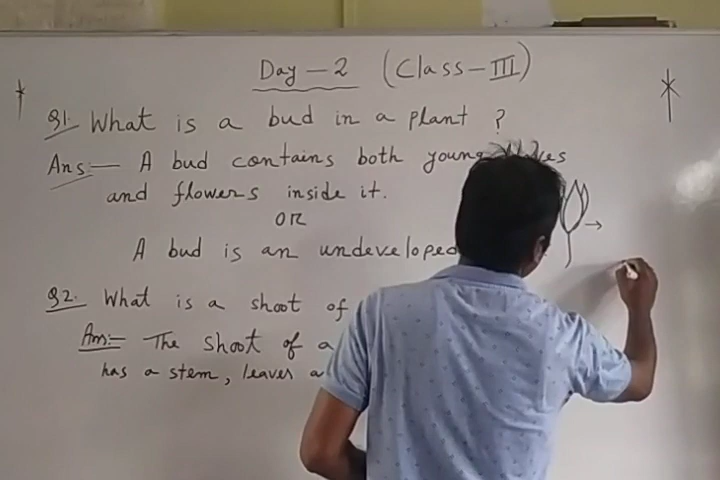 Day - 2 (Class - III)
Q1. What is a bud in a plant ?
Ans:- A bud contains both young
and flowers inside it.
OR
A bud is an undeveloped
Q2. What is a shoot of
Ans:- The shoot of a
has a stem, leaves